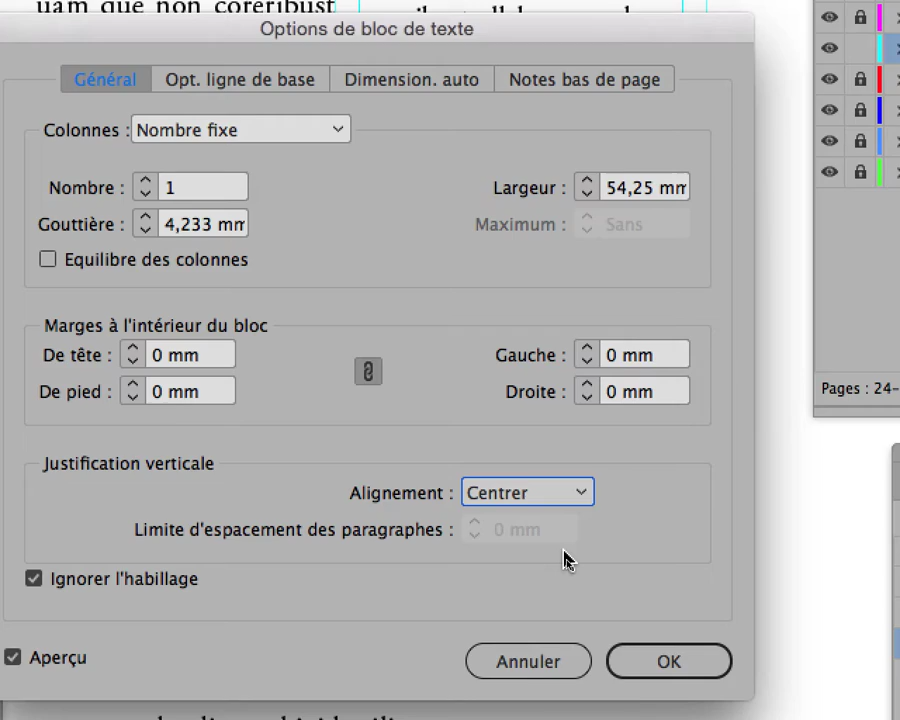 uam que non coreribust
Options de bloc de texte
Général
Opt. ligne de base
Dimension. auto
Notes bas de page
Colonnes : Nombre fixe
Nombre : 1
Largeur : 54,25 mm
Gouttière : 4,233 mm
Maximum : Sans
Equilibre des colonnes
Marges à l'intérieur du bloc
De tête : 0 mm
Gauche : 0 mm
De pied : 0 mm
Droite : 0 mm
Pages : 24-
Justification verticale
Alignement : Centrer
Limite d'espacement des paragraphes : 0 mm
Ignorer l'habillage
Aperçu
Annuler
OK